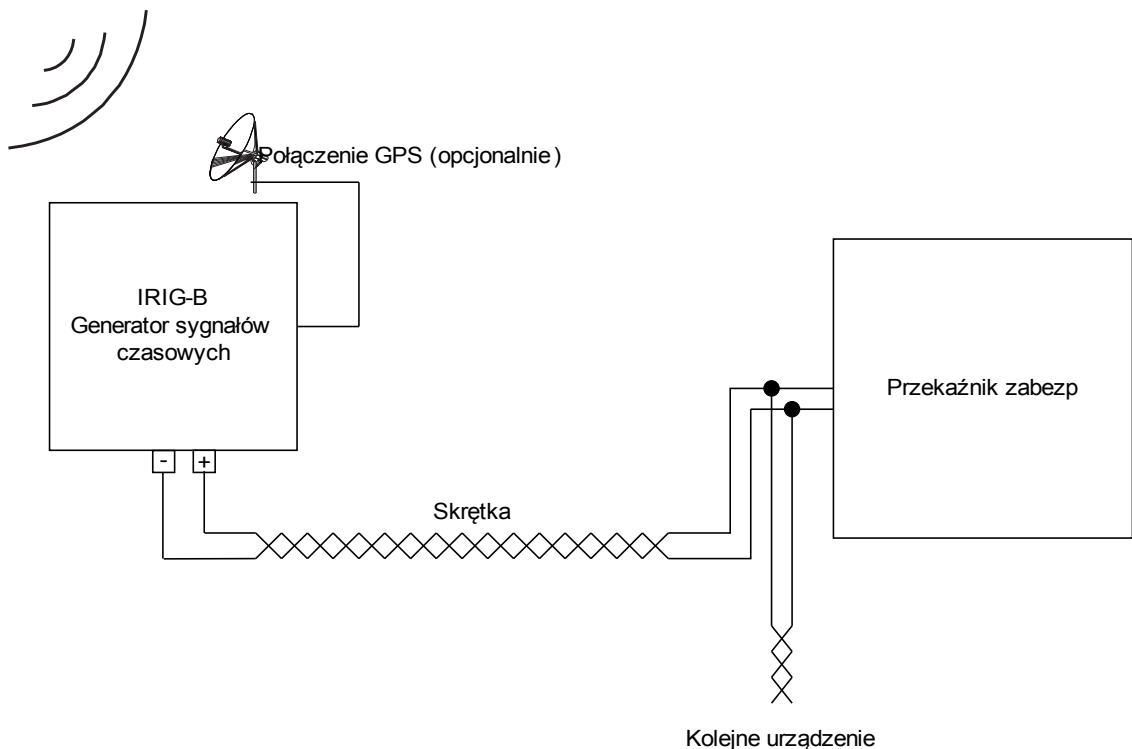 Połączenie GPS (opcjonalnie)
IRIG-B
Generator sygnałów
czasowych
Przekaźnik zabezp
- +
Skrętka
Kolejne urządzenie